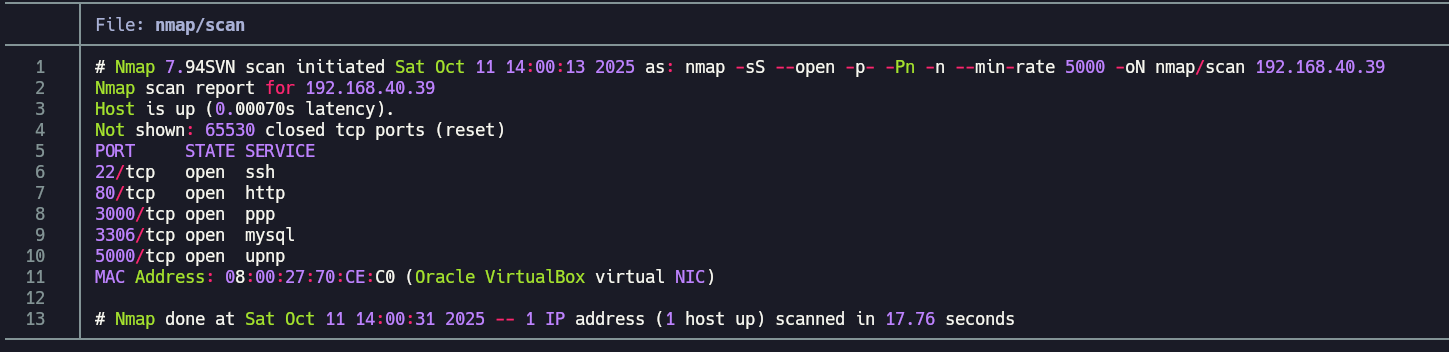 File: nmap/scan
1 # Nmap 7.94SVN scan initiated Sat Oct 11 14:00:13 2025 as: nmap -sS --open -p- -Pn -n --min-rate 5000 -oN nmap/scan 192.168.40.39
2 Nmap scan report for 192.168.40.39
3 Host is up (0.00070s latency).
4 Not shown: 65530 closed tcp ports (reset)
5 PORT     STATE SERVICE
6 22/tcp   open  ssh
7 80/tcp   open  http
8 3000/tcp open  ppp
9 3306/tcp open  mysql
10 5000/tcp open  upnp
11 MAC Address: 08:00:27:70:CE:C0 (Oracle VirtualBox virtual NIC)
12
13 # Nmap done at Sat Oct 11 14:00:31 2025 -- 1 IP address (1 host up) scanned in 17.76 seconds